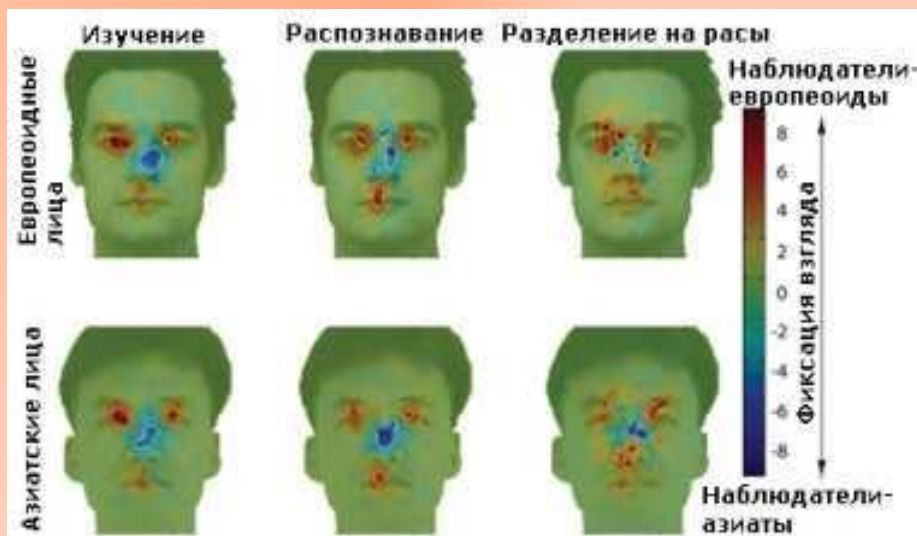 Изучение
Распознавание
Разделение на расы
Европеоидные
лица
Азиатские лица
Наблюдатели-
европеоиды
8
6
4
2
0
-2
-4
-6
-8
Фиксация взгляда
Наблюдатели-
азиаты